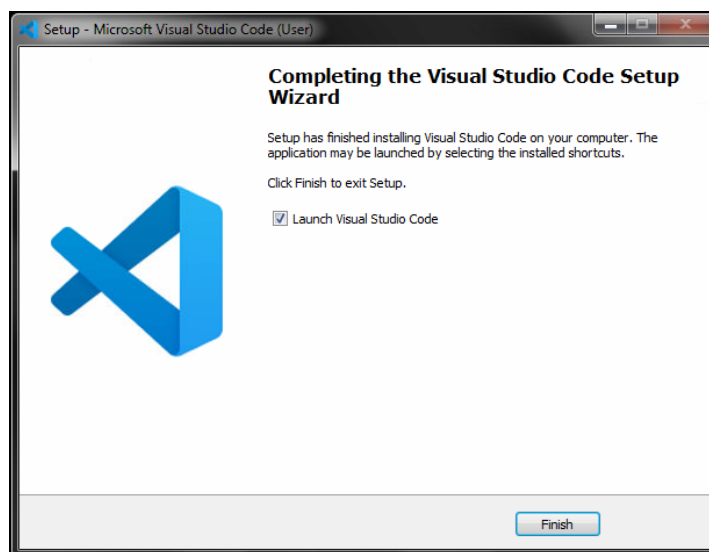 Setup - Microsoft Visual Studio Code (User)
Completing the Visual Studio Code Setup
Wizard
Setup has finished installing Visual Studio Code on your computer. The
application may be launched by selecting the installed shortcuts.
Click Finish to exit Setup.
Launch Visual Studio Code
Finish